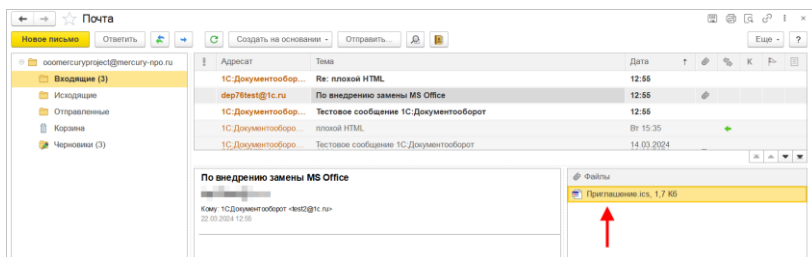 Почта
Новое письмо Ответить Создать на основании Отправить... Еще ?
ooomercuryproject@mercury-npo.ru
Входящие (3)
Исходящие
Отправленные
Корзина
Черновики (3)
Адресат Тема Дата К
1С:Документообор... Re: плохой HTML 12:55
dep76test@1c.ru По внедрению замены MS Office 12:55
1С:Документообор... Тестовое сообщение 1С:Документооборот 12:55
1С:Документооборо... плохой HTML Вт 15:35
1С:Документооборо... Тестовое сообщение 1С:Документооборот 14.03.2024
По внедрению замены MS Office
Кому: 1С:Документооборот <test2@1c.ru>
22.03.2024 12:55
Файлы
Приглашение.ics, 1,7 Кб